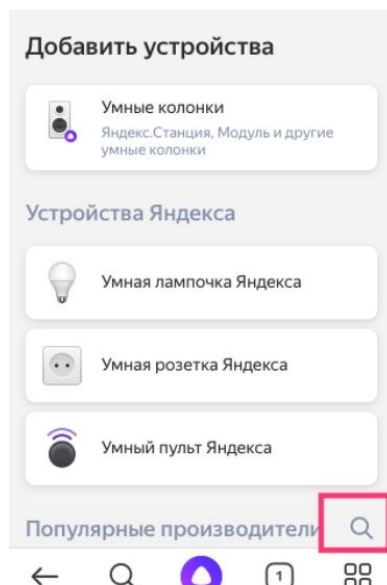 Добавить устройства
Умные колонки
Яндекс.Станция, Модуль и другие
умные колонки
Устройства Яндекса
Умная лампочка Яндекса
Умная розетка Яндекса
Умный пульт Яндекса
Популярные производители
1